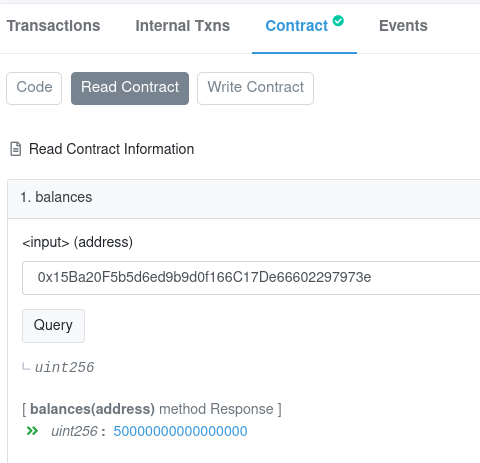 Transactions Internal Txns Contract Events
Code Read Contract Write Contract
Read Contract Information
1. balances
<input> (address)
0x15Ba20F5b5d6ed9b9d0f166C17De66602297973e
Query
uint256
[ balances(address) method Response ]
uint256 : 50000000000000000